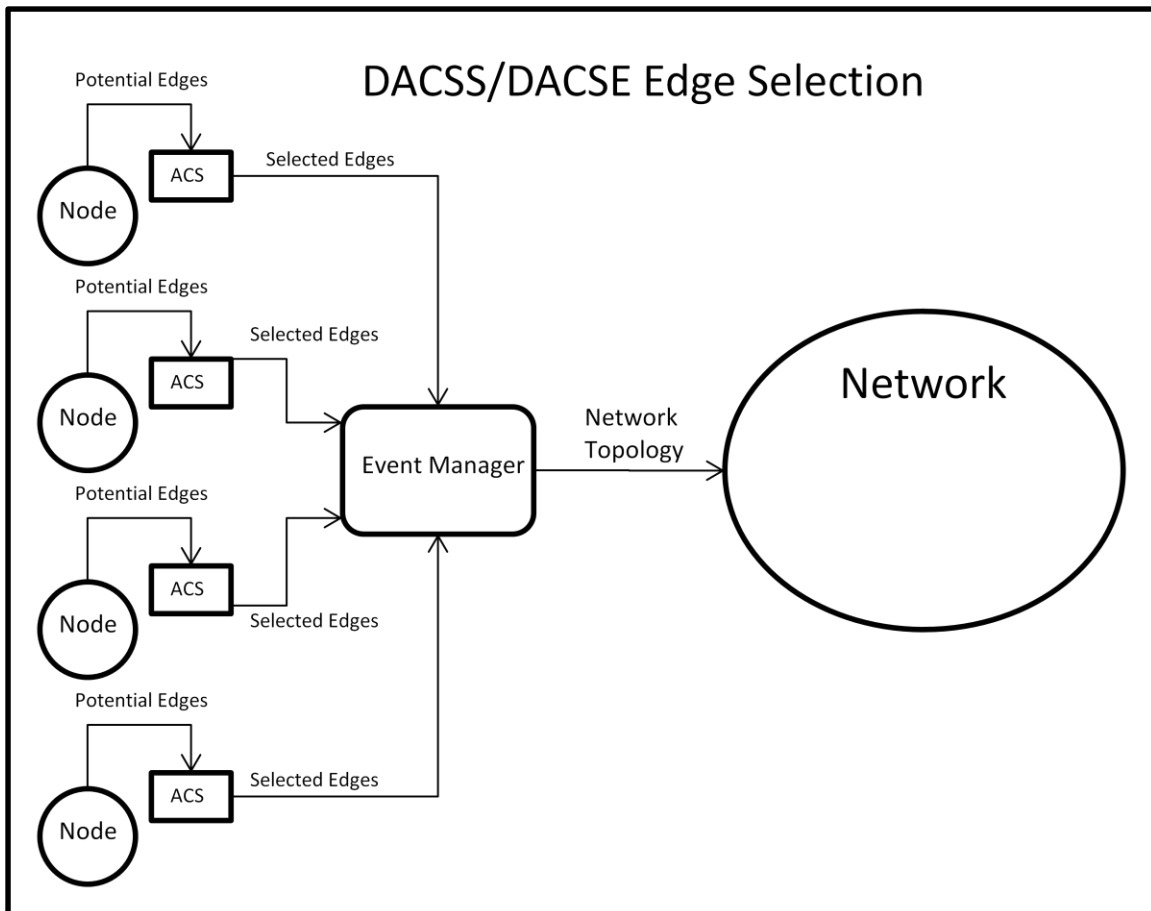 DACSS/DACSE Edge Selection
Potential Edges
ACS
Selected Edges
Node
Potential Edges
Selected Edges
ACS
Node
Network
Network
Topology
Event Manager
Potential Edges
ACS
Selected Edges
Node
Potential Edges
Selected Edges
ACS
Node